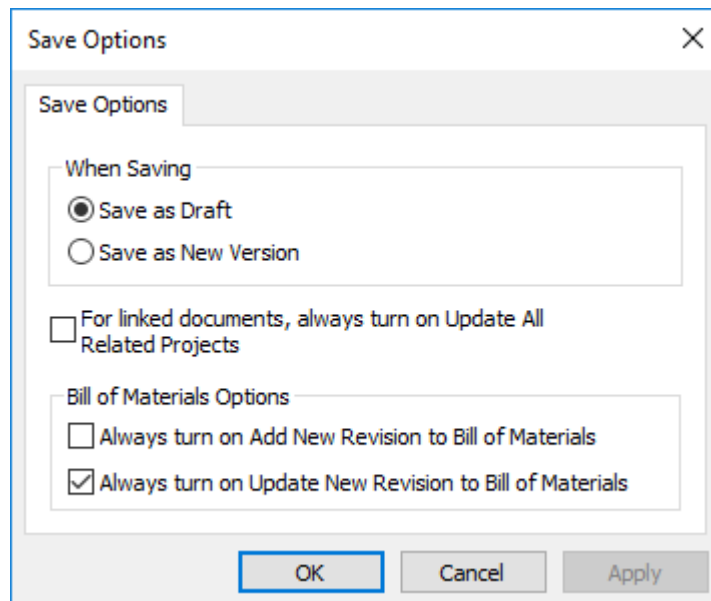 Save Options
Save Options
When Saving
Save as Draft
Save as New Version
For linked documents, always turn on Update All
Related Projects
Bill of Materials Options
Always turn on Add New Revision to Bill of Materials
Always turn on Update New Revision to Bill of Materials
OK Cancel Apply